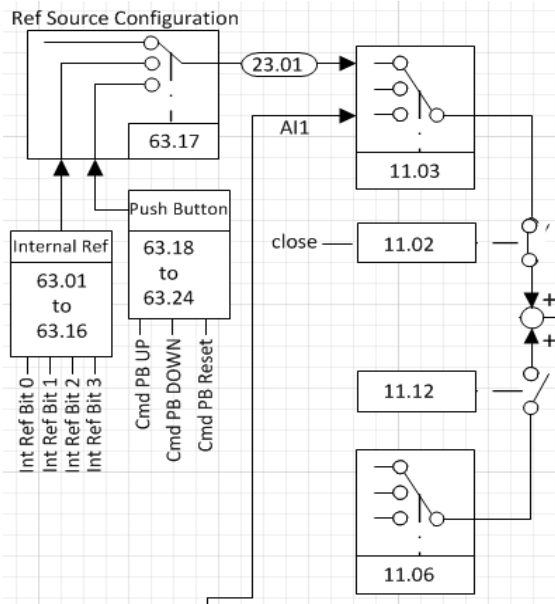 Ref Source Configuration
23.01
63.17
AI1
11.03
Push Button
63.18
to
63.24
Internal Ref
63.01
to
63.16
close
11.02
+
+
Cmd PB UP
Cmd PB DOWN
Cmd PB Reset
Int Ref Bit 0
Int Ref Bit 1
Int Ref Bit 2
Int Ref Bit 3
11.12
11.06